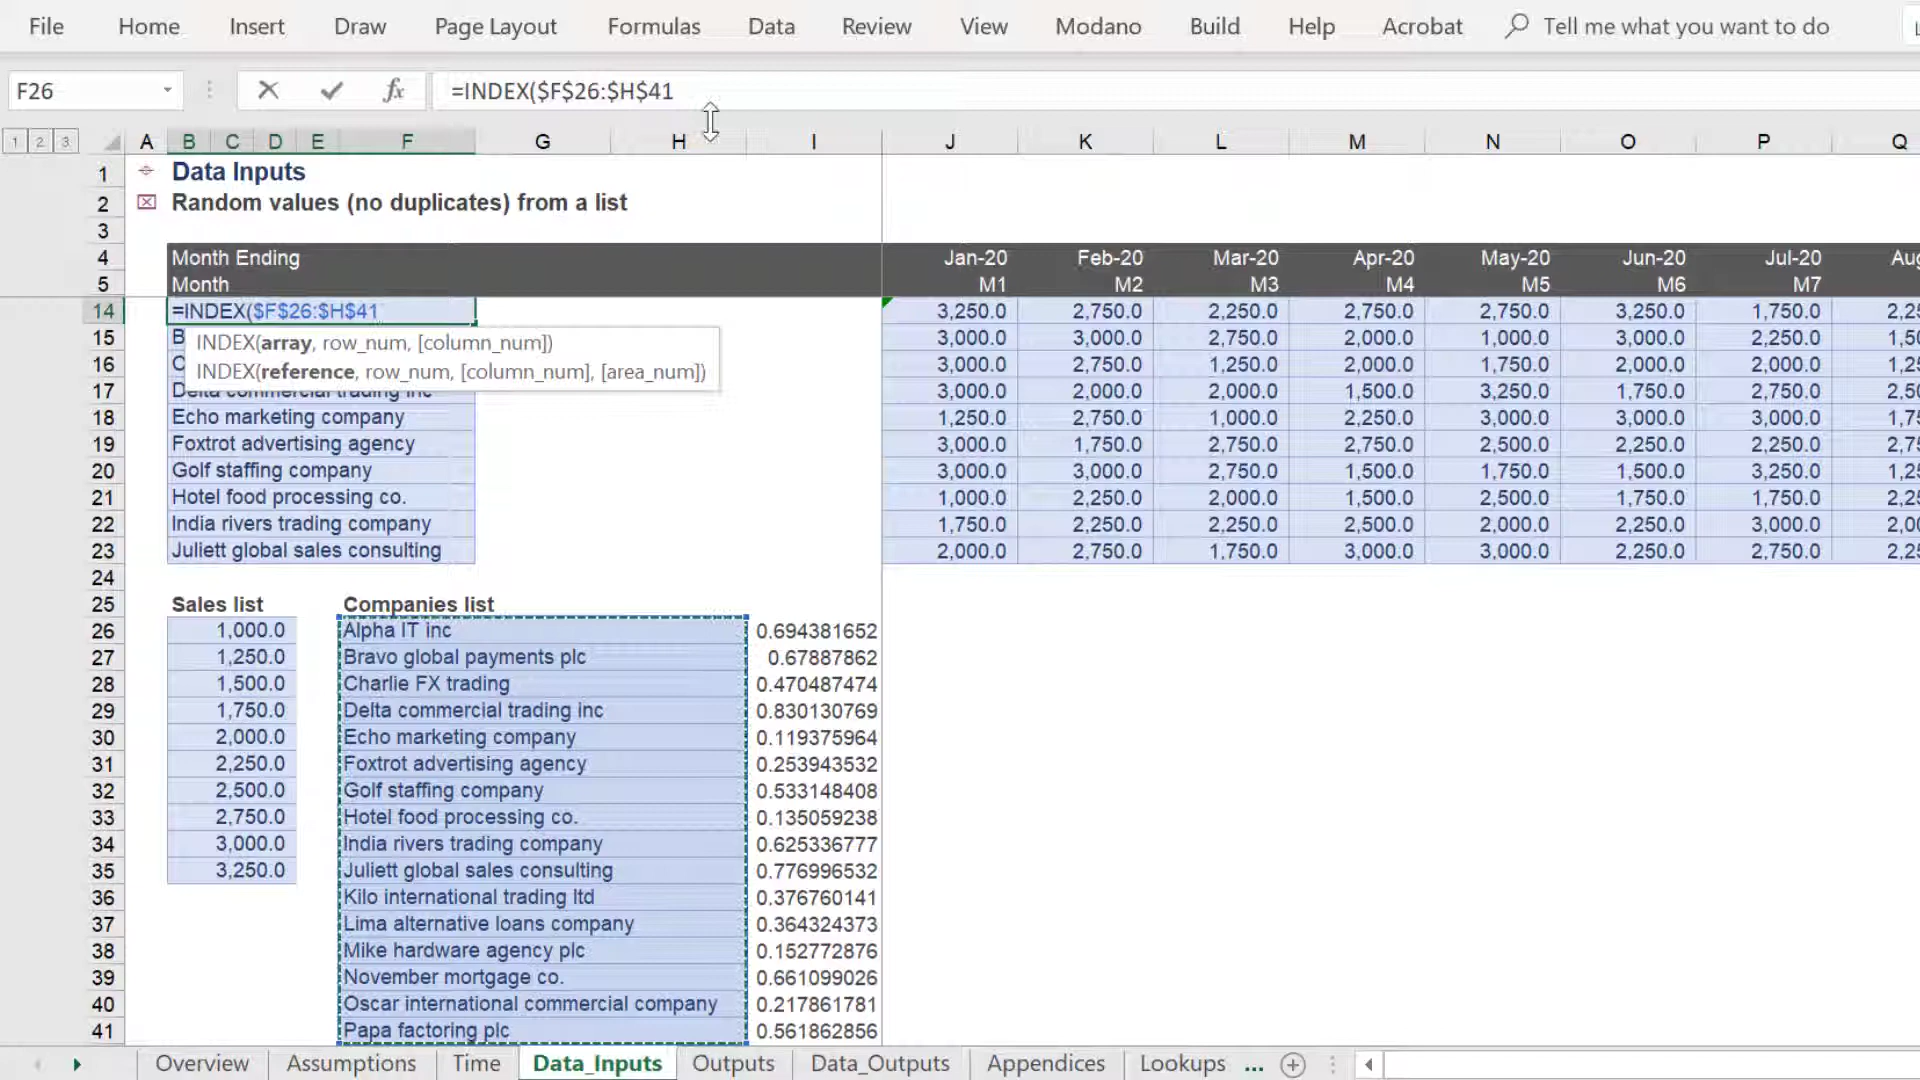 File Home Insert Draw Page Layout Formulas Data Review View Modano Build Help Acrobat Tell me what you want to do
F26 fx =INDEX($F$26:$H$41
1 2 3 A B C D E F G H I J K L M N O P Q
1 Data Inputs
2 Random values (no duplicates) from a list
3
4 Month Ending Jan-20 Feb-20 Mar-20 Apr-20 May-20 Jun-20 Jul-20
5 Month M1 M2 M3 M4 M5 M6 M7
14 =INDEX($F$26:$H$41 3,250.0 2,750.0 2,250.0 2,750.0 2,750.0 3,250.0 1,750.0
INDEX(array, row_num, [column_num])
INDEX(reference, row_num, [column_num], [area_num])
15 B 3,000.0 3,000.0 2,750.0 2,000.0 1,000.0 3,000.0 2,000.0
16 C 3,000.0 2,750.0 1,250.0 2,000.0 1,750.0 2,000.0 2,000.0
17 Delta commercial trading inc 3,000.0 2,000.0 2,000.0 1,500.0 3,250.0 1,750.0 2,750.0
18 Echo marketing company 1,250.0 2,750.0 1,000.0 2,250.0 3,000.0 3,000.0 3,000.0
19 Foxtrot advertising agency 3,000.0 1,750.0 2,750.0 2,750.0 2,500.0 2,250.0 2,250.0
20 Golf staffing company 3,000.0 3,000.0 2,750.0 1,500.0 1,750.0 1,500.0 3,250.0
21 Hotel food processing co. 1,000.0 2,250.0 2,000.0 1,500.0 2,500.0 1,750.0 1,750.0
22 India rivers trading company 1,750.0 2,250.0 2,250.0 2,500.0 2,000.0 2,250.0 3,000.0
23 Juliett global sales consulting 2,000.0 2,750.0 1,750.0 3,000.0 3,000.0 2,250.0 2,750.0
24
25 Sales list Companies list
26 1,000.0 Alpha IT inc 0.694381652
27 1,250.0 Bravo global payments plc 0.67887862
28 1,500.0 Charlie FX trading 0.470487474
29 1,750.0 Delta commercial trading inc 0.830130769
30 2,000.0 Echo marketing company 0.119375964
31 2,250.0 Foxtrot advertising agency 0.253943532
32 2,500.0 Golf staffing company 0.533148408
33 2,750.0 Hotel food processing co. 0.135059238
34 3,000.0 India rivers trading company 0.625336777
35 3,250.0 Juliett global sales consulting 0.776996532
36 Kilo international trading ltd 0.376760141
37 Lima alternative loans company 0.364324373
38 Mike hardware agency plc 0.152772876
39 November mortgage co. 0.661099026
40 Oscar international commercial company 0.217861781
41 Papa factoring plc 0.561862856
Overview Assumptions Time Data_Inputs Outputs Data_Outputs Appendices Lookups ...